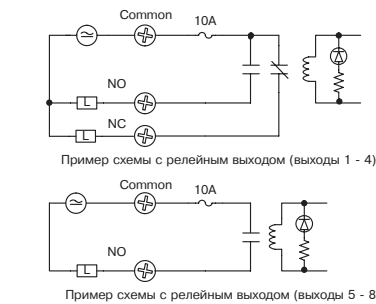 Common 10A
NO
L
NC
L
Пример схемы с релейным выходом (выходы 1 - 4)
Common 10A
NO
L
Пример схемы с релейным выходом (выходы 5 - 8